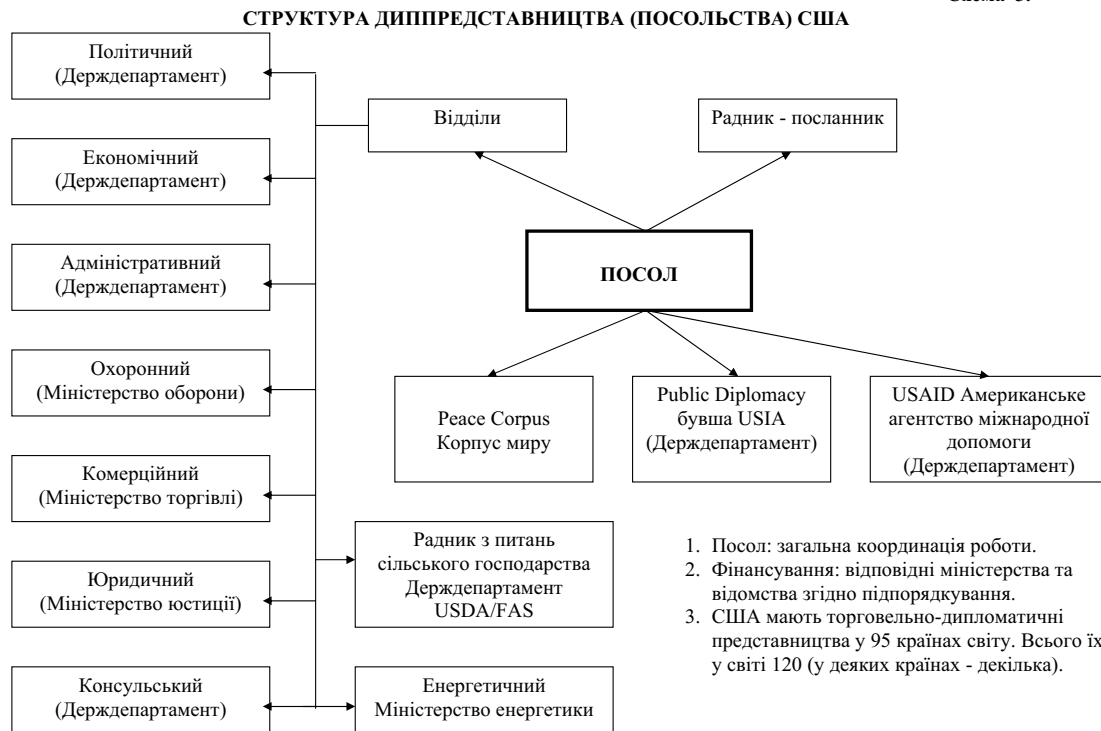 СТРУКТУРА ДИППРЕДСТАВНИЦТВА (ПОСОЛЬСТВА) США
Політичний
(Держдепартамент)
Відділи
Радник - посланник
Економічний
(Держдепартамент)
Адміністративний
(Держдепартамент)
ПОСОЛ
Охоронний
(Міністерство оборони)
Peace Corpus
Корпус миру
Public Diplomacy
бувша USIA
(Держдепартамент)
USAID Американське
агентство міжнародної
допомоги
(Держдепартамент)
Комерційний
(Міністерство торгівлі)
Радник з питань
сільського господарства
Держдепартамент
USDA/FAS
Юридичний
(Міністерство юстиції)
Консульський
(Держдепартамент)
Енергетичний
Міністерство енергетики
1. Посол: загальна координація роботи.
2. Фінансування: відповідні міністерства та
відомства згідно підпорядкування.
3. США мають торговельно-дипломатичні
представництва у 95 країнах світу. Всього їх
у світі 120 (у деяких країнах - декілька).